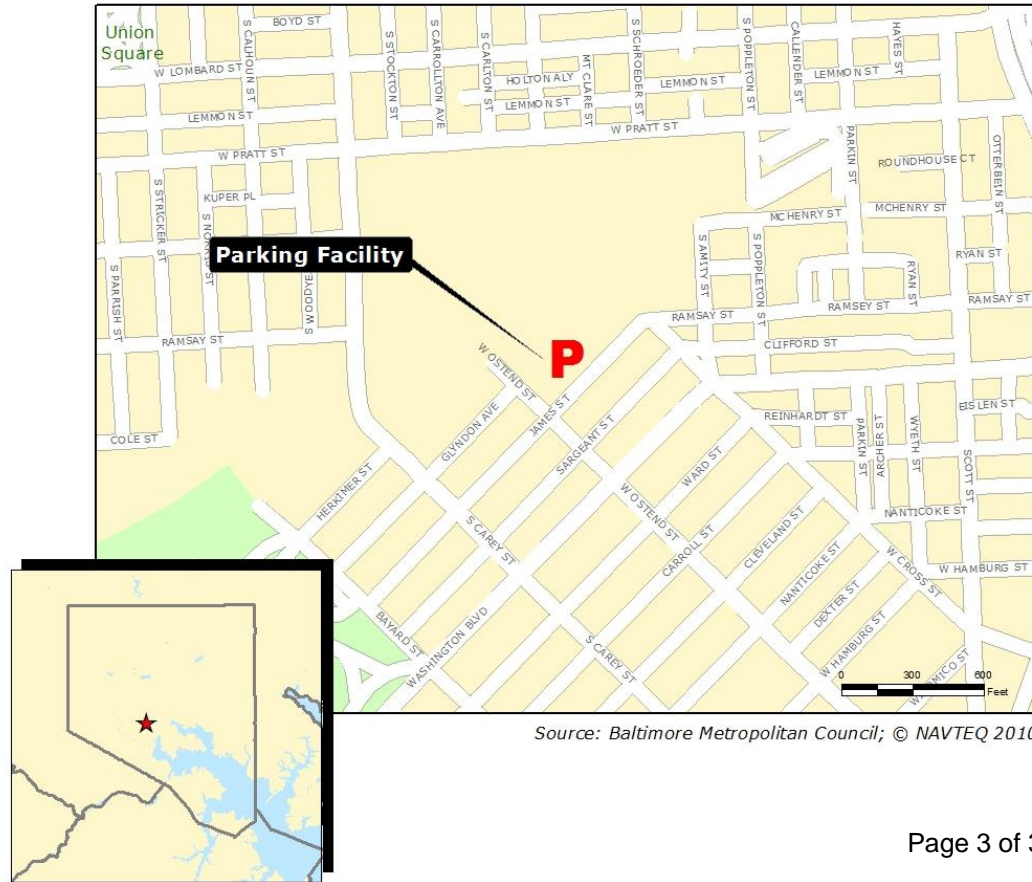 Union
Square
BOYD ST
S CALHOUN ST
S STOCKTON ST
S CARROLLTON AVE
S CARLTON ST
S SCHROEDER ST
S POPPLETON ST
CALLENDER ST
HAYES ST
W LOMBARD ST
HOLTON ALY
MT CLARE ST
LEMMON ST
LEMMON ST
LEMMON ST
LEMMON ST
W PRATT ST
W PRATT ST
PARKIN ST
ROUNDHOUSE CT
OTTERBEIN ST
S STRICKER ST
KUPER PL
MCHENRY ST
MCHENRY ST
Parking Facility
S PARRISH ST
S AMITY ST
S POPPLETON ST
RYAN ST
RYAN ST
RAMSAY ST
RAMSAY ST
RAMSEY ST
RAMSAY ST
CLIFFORD ST
P
W OSTEND ST
JAMES ST
GLYNDON AVE
SARGEANT ST
REINHARDT ST
EISLEN ST
PARKIN ST
ARCHER ST
WYETH ST
SCOTT ST
COLE ST
HERKIMER ST
WARD ST
W OSTEND ST
S CAREY ST
CARROLL ST
CLEVELAND ST
NANTICOKE ST
NANTICOKE ST
W CROSS ST
W HAMBURG ST
DEXTER ST
BAYARD ST
WASHINGTON BLVD
S CAREY ST
W HAMBURG ST
0 300 600
Feet
Source: Baltimore Metropolitan Council; © NAVTEQ 2010
Page 3 of 3